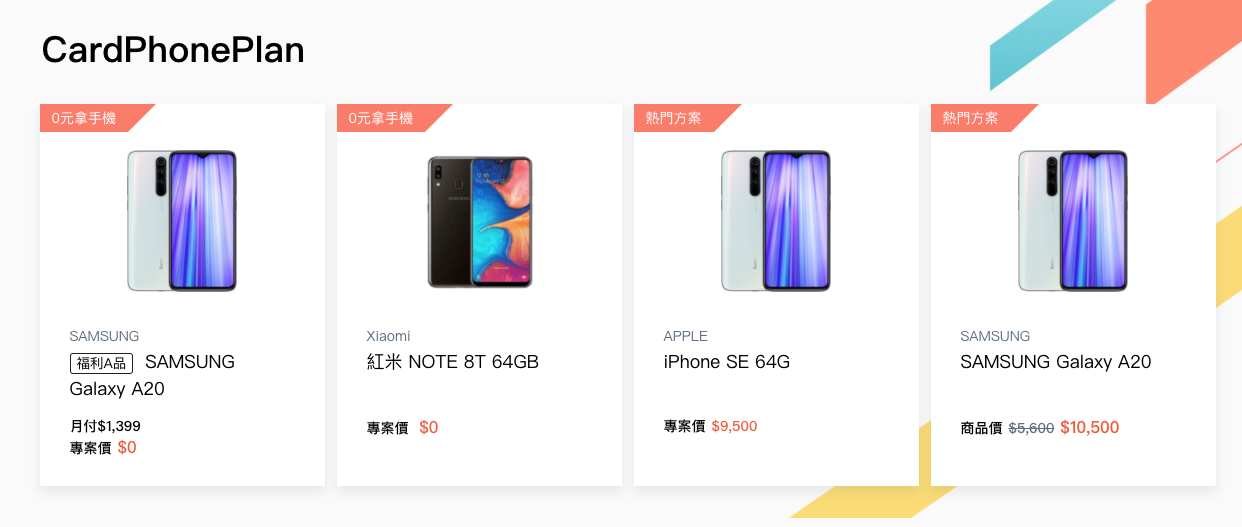 CardPhonePlan
0元拿手機
SAMSUNG
福利A品 SAMSUNG
Galaxy A20
月付$1,399
專案價 $0
0元拿手機
SAMSUNG
Xiaomi
紅米 NOTE 8T 64GB
專案價 $0
熱門方案
APPLE
iPhone SE 64G
專案價 $9,500
熱門方案
SAMSUNG
SAMSUNG Galaxy A20
商品價 $5,600 $10,500